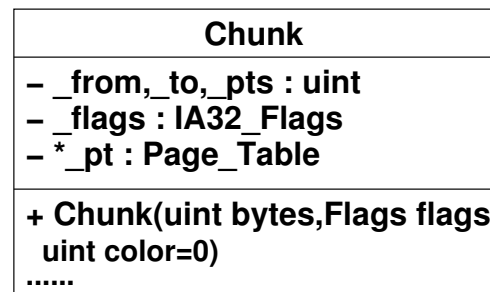 Chunk
– _from,_to,_pts : uint
– _flags : IA32_Flags
– *_pt : Page_Table
+ Chunk(uint bytes,Flags flags
uint color=0)
......